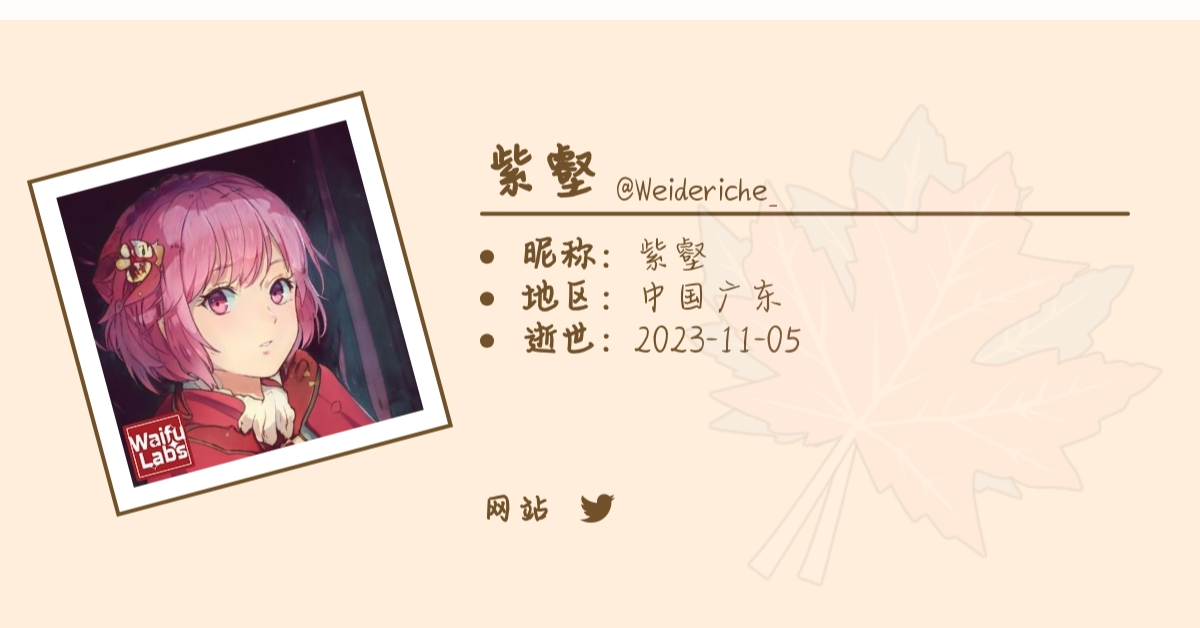 紫壑 @Weideriche_
昵称：紫壑
地区：中国广东
逝世：2023-11-05
Waifu
Labs
网站